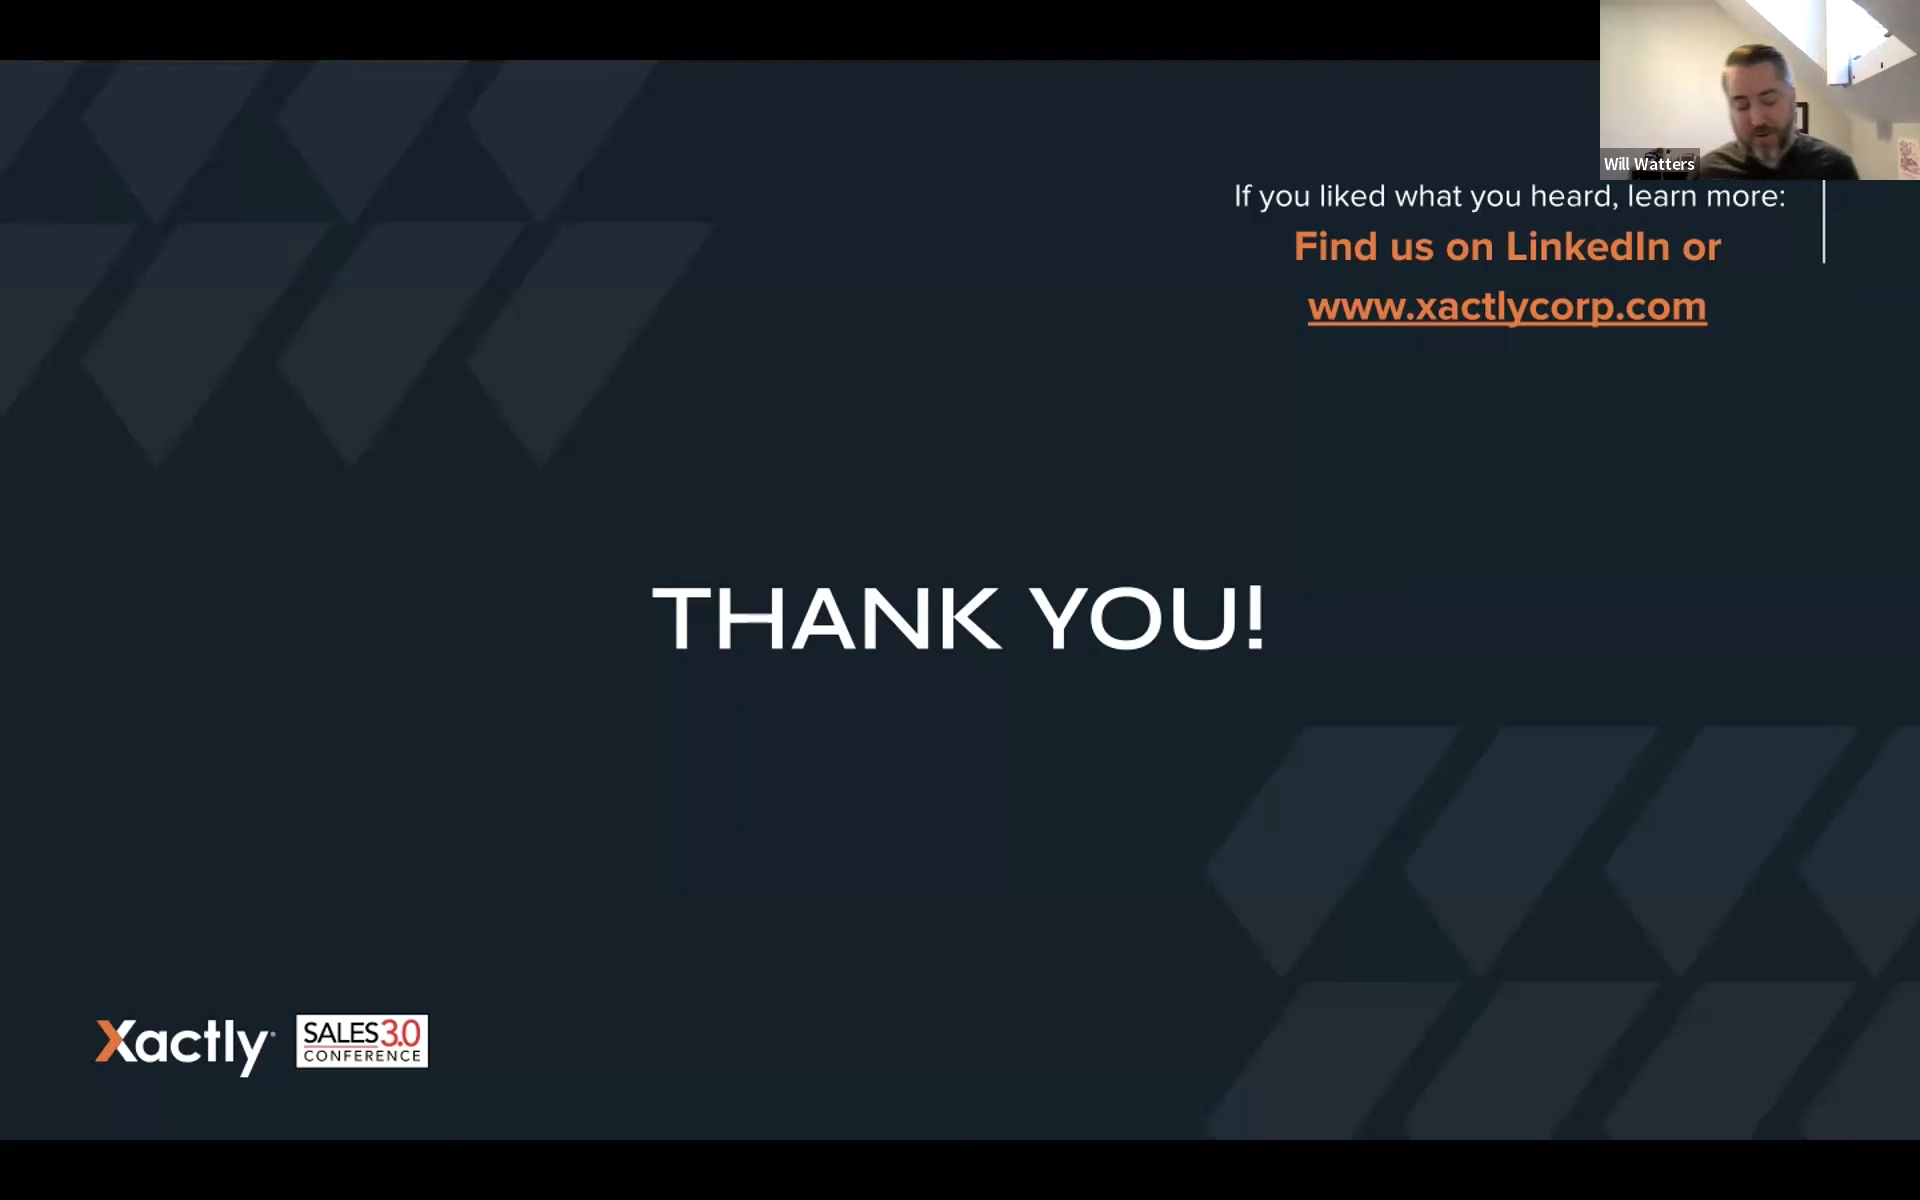 Will Watters
If you liked what you heard, learn more:
Find us on LinkedIn or
www.xactlycorp.com
THANK YOU!
Xactly
SALES 3.0
CONFERENCE